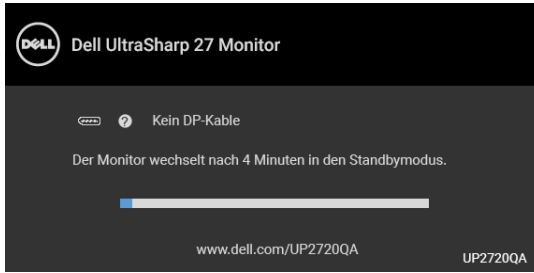 DELL
Dell UltraSharp 27 Monitor
? Kein DP-Kable
Der Monitor wechselt nach 4 Minuten in den Standbymodus.
www.dell.com/UP2720QA
UP2720QA